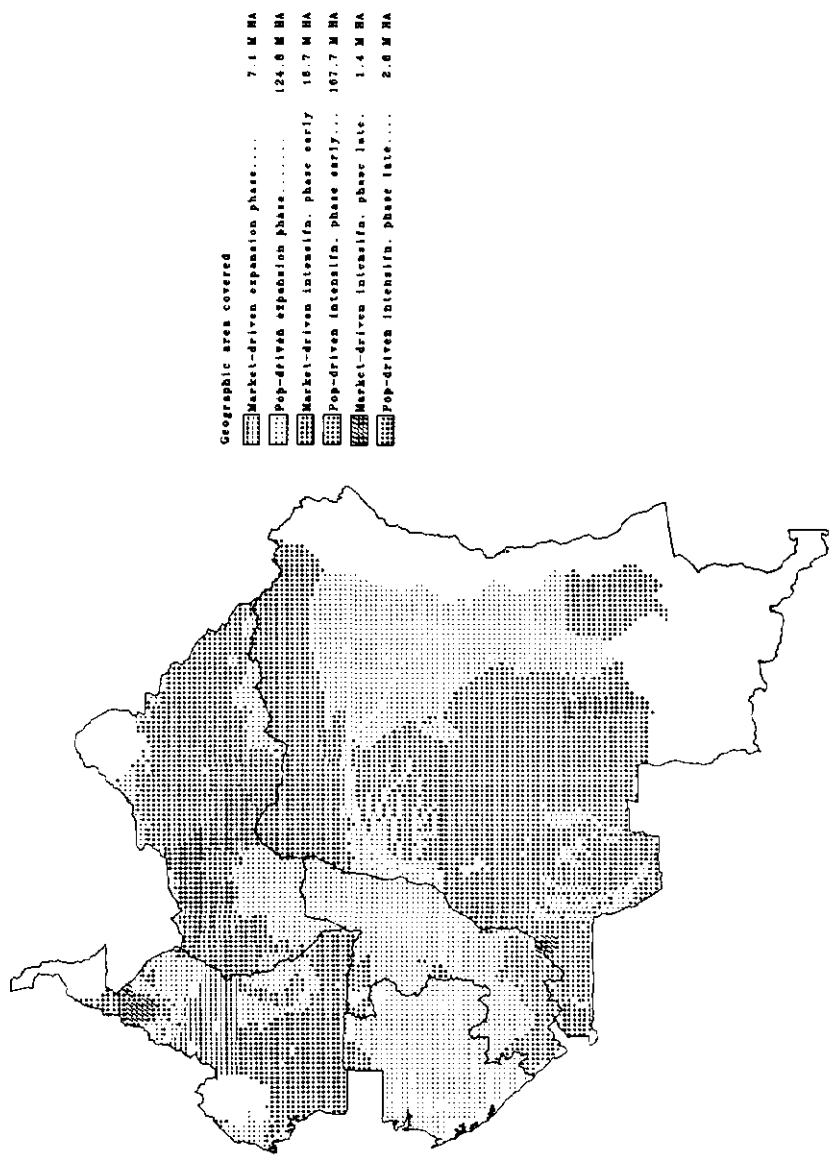 Geographic area covered
Market-driven expansion phase..... 7.1 M HA
Pop-driven expansion phase........ 124.8 M HA
Market-driven intensifn. phase early 18.7 M HA
Pop-driven intensifn. phase early... 167.7 M HA
Market-driven intensifn. phase late. 1.4 M HA
Pop-driven intensifn. phase late.... 2.8 M HA